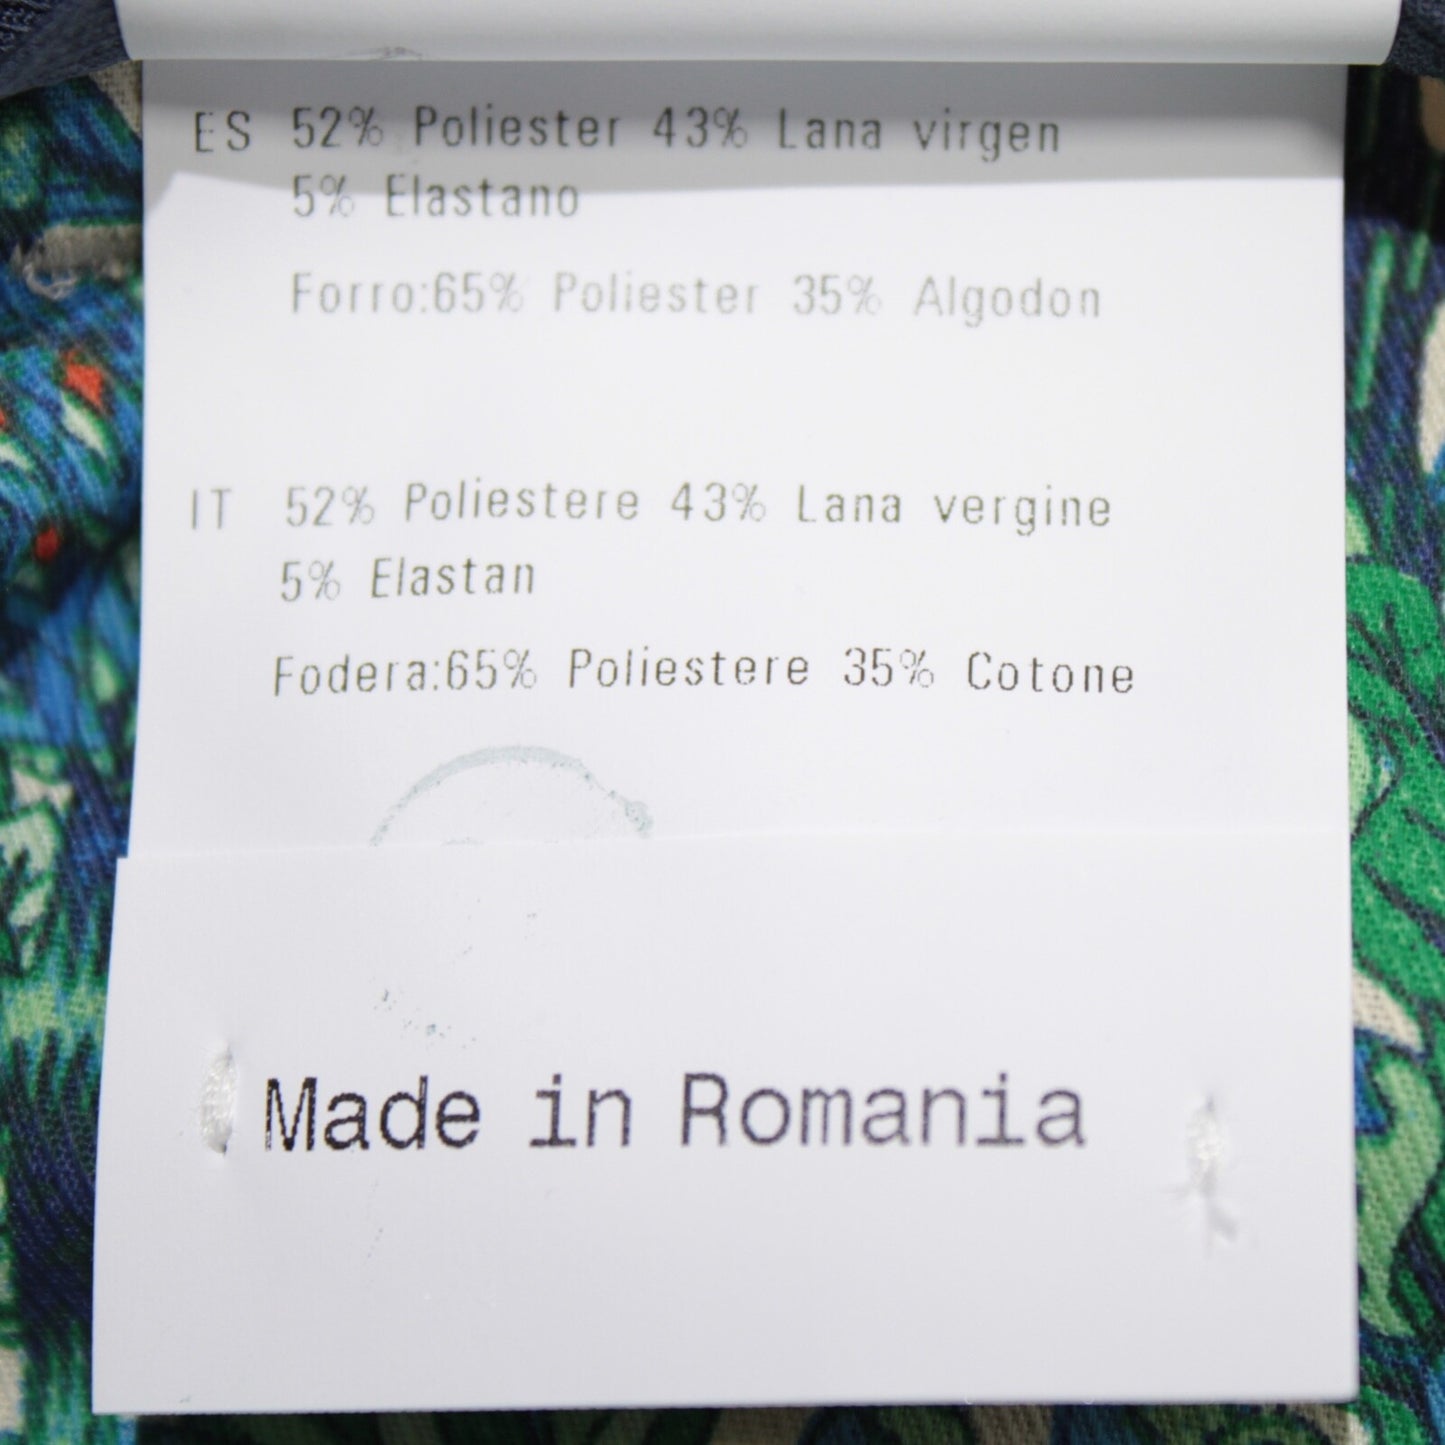 ES 52% Poliester 43% Lana virgen
5% Elastano
Forro:65% Poliester 35% Algodon
IT 52% Poliestere 43% Lana vergine
5% Elastan
Fodera:65% Poliestere 35% Cotone
Made in Romania